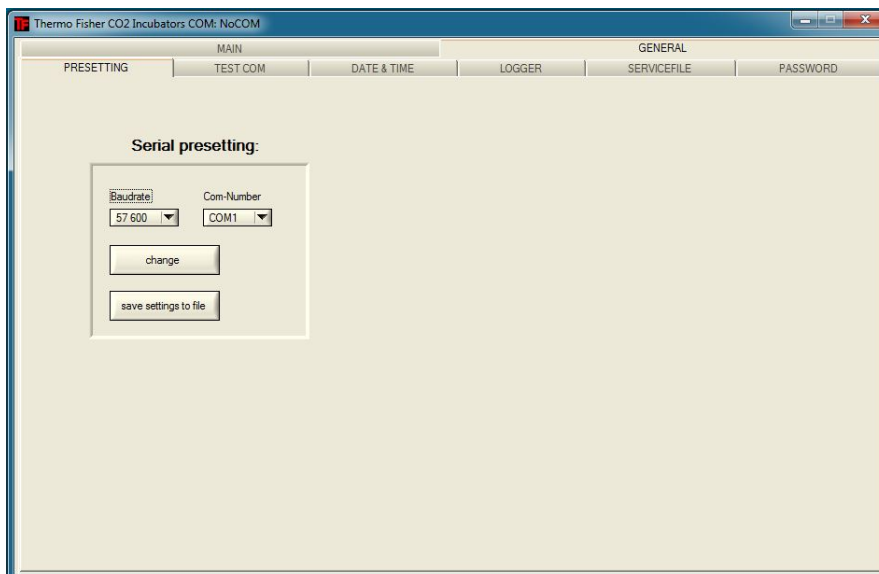 TF Thermo Fisher CO2 Incubators COM: NoCOM
MAIN GENERAL
PRESETTING TEST COM DATE & TIME LOGGER SERVICEFILE PASSWORD
Serial presetting:
Baudrate Com-Number
57 600 COM1
change
save settings to file